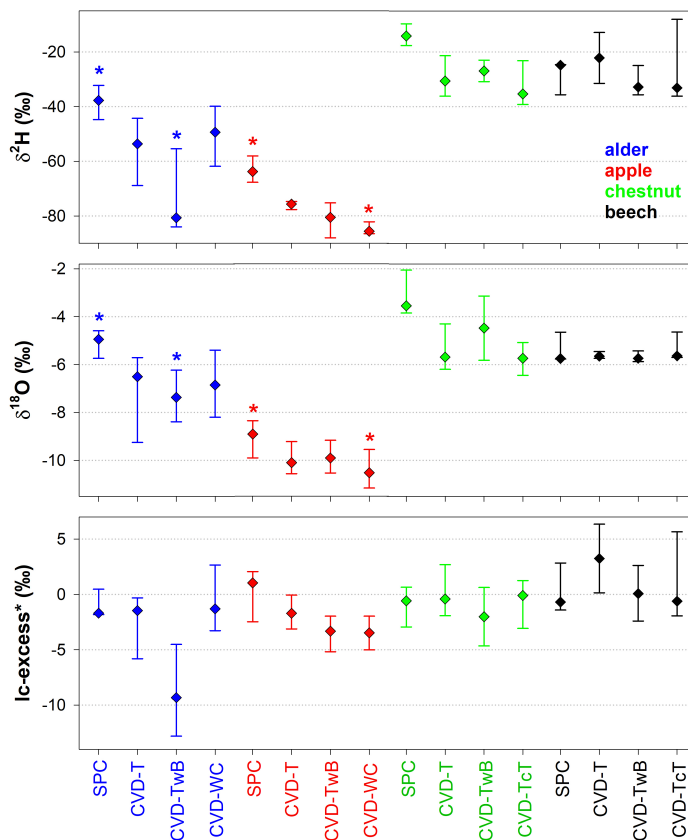 -20
-40
-60
-80
δ²H (‰)
*
*
*
*
alder
apple
chestnut
beech
-2
-4
-6
-8
-10
δ¹⁸O (‰)
*
*
*
*
5
0
-5
-10
lc-excess* (‰)
SPC
CVD-T
CVD-TwB
CVD-WC
SPC
CVD-T
CVD-TwB
CVD-WC
SPC
CVD-T
CVD-TwB
CVD-TcT
SPC
CVD-T
CVD-TwB
CVD-TcT